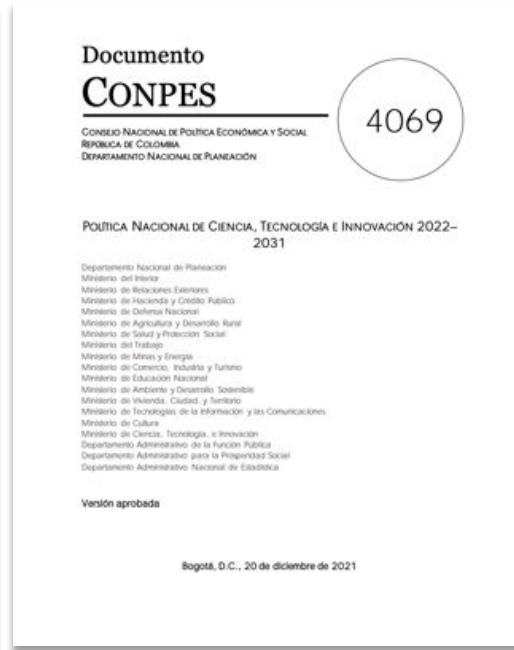 Documento
CONPES
4069
CONSEJO NACIONAL DE POLÍTICA ECONÓMICA Y SOCIAL
REPÚBLICA DE COLOMBIA
DEPARTAMENTO NACIONAL DE PLANEACIÓN
POLÍTICA NACIONAL DE CIENCIA, TECNOLOGÍA E INNOVACIÓN 2022–
2031
Departamento Nacional de Planeación
Ministerio del Interior
Ministerio de Relaciones Exteriores
Ministerio de Hacienda y Crédito Público
Ministerio de Defensa Nacional
Ministerio de Agricultura y Desarrollo Rural
Ministerio de Salud y Protección Social
Ministerio del Trabajo
Ministerio de Minas y Energía
Ministerio de Comercio, Industria y Turismo
Ministerio de Educación Nacional
Ministerio de Ambiente y Desarrollo Sostenible
Ministerio de Vivienda, Ciudad, y Territorio
Ministerio de Tecnologías de la Información y las Comunicaciones
Ministerio de Cultura
Ministerio de Ciencia, Tecnología, e Innovación
Departamento Administrativo de la Función Pública
Departamento Administrativo para la Prosperidad Social
Departamento Administrativo Nacional de Estadística
Versión aprobada
Bogotá, D.C., 20 de diciembre de 2021